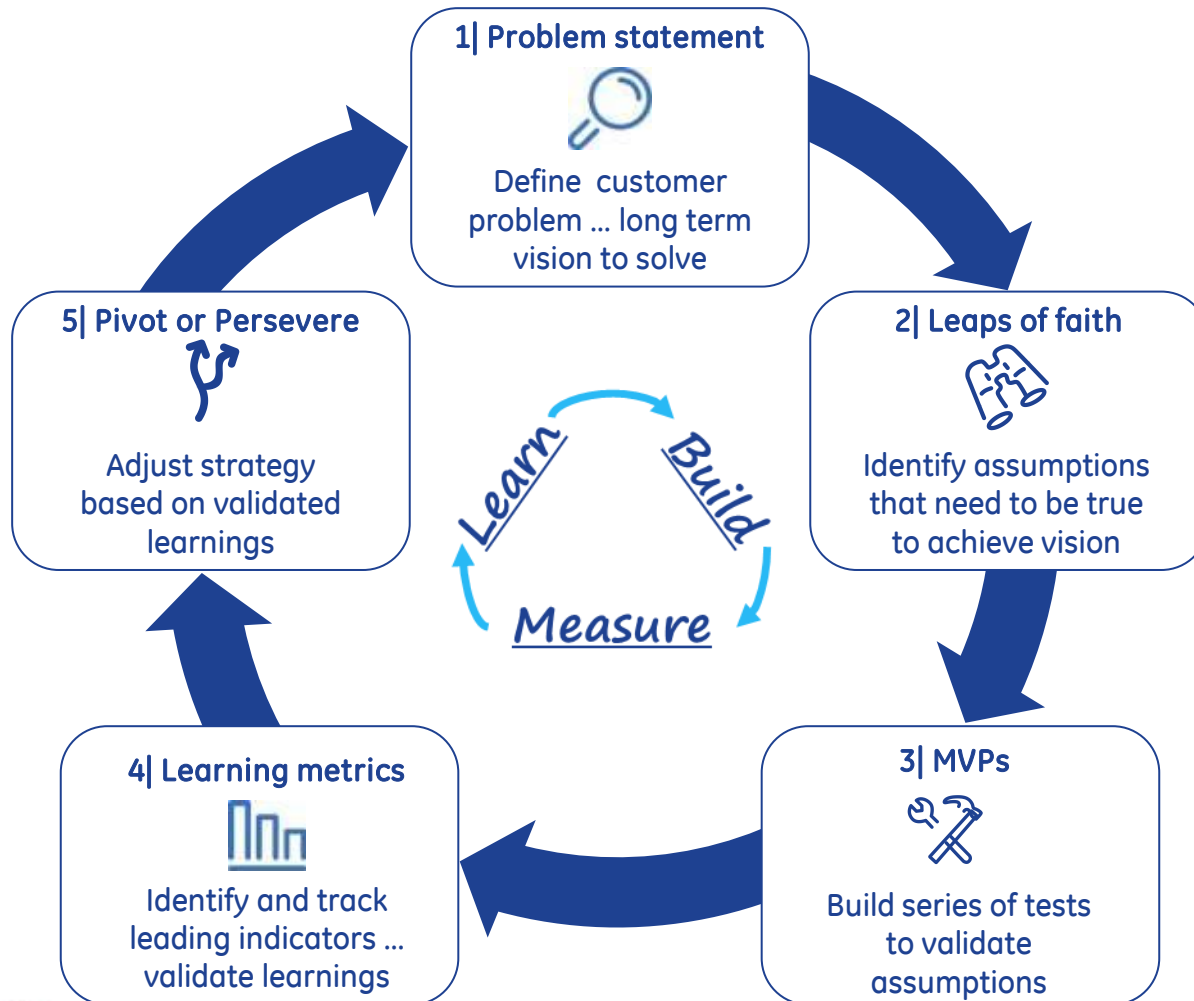 1| Problem statement
Define customer
problem ... long term
vision to solve
2| Leaps of faith
Identify assumptions
that need to be true
to achieve vision
3| MVPs
Build series of tests
to validate
assumptions
4| Learning metrics
Identify and track
leading indicators ...
validate learnings
5| Pivot or Persevere
Adjust strategy
based on validated
learnings
Learn
Build
Measure